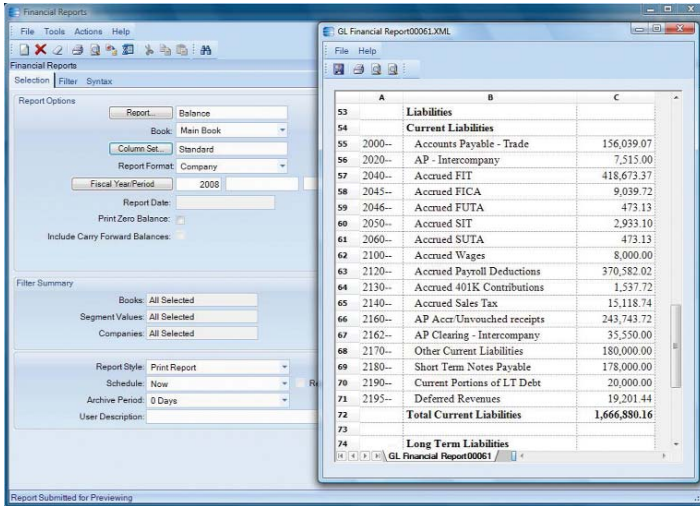 Financial Reports
File Tools Actions Help
Financial Reports
Selection Filter Syntax
Report Options
Report... Balance
Book: Main Book
Column Set... Standard
Report Format: Company
Fiscal Year/Period 2008
Report Date:
Print Zero Balance:
Include Carry Forward Balances:
Filter Summary
Books: All Selected
Segment Values: All Selected
Companies: All Selected
Report Style: Print Report
Schedule: Now Re
Archive Period: 0 Days
User Description:
Report Submitted for Previewing
GL Financial Report00061.XML
File Help
A B C
53 Liabilities
54 Current Liabilities
55 2000-- Accounts Payable - Trade 156,039.07
56 2020-- AP - Intercompany 7,515.00
57 2040-- Accrued FIT 418,673.37
58 2045-- Accrued FICA 9,039.72
59 2046-- Accrued FUTA 473.13
60 2050-- Accrued SIT 2,933.10
61 2060-- Accrued SUTA 473.13
62 2100-- Accrued Wages 8,000.00
63 2120-- Accrued Payroll Deductions 370,582.02
64 2130-- Accrued 401K Contributions 1,537.72
65 2140-- Accrued Sales Tax 15,118.74
66 2160-- AP Accr/Unvouched receipts 243,743.72
67 2162-- AP Clearing - Intercompany 35,550.00
68 2170-- Other Current Liabilities 180,000.00
69 2180-- Short Term Notes Payable 178,000.00
70 2190-- Current Portions of LT Debt 20,000.00
71 2195-- Deferred Revenues 19,201.44
72 Total Current Liabilities 1,666,880.16
73
74 Long Term Liabilities
GL Financial Report00061